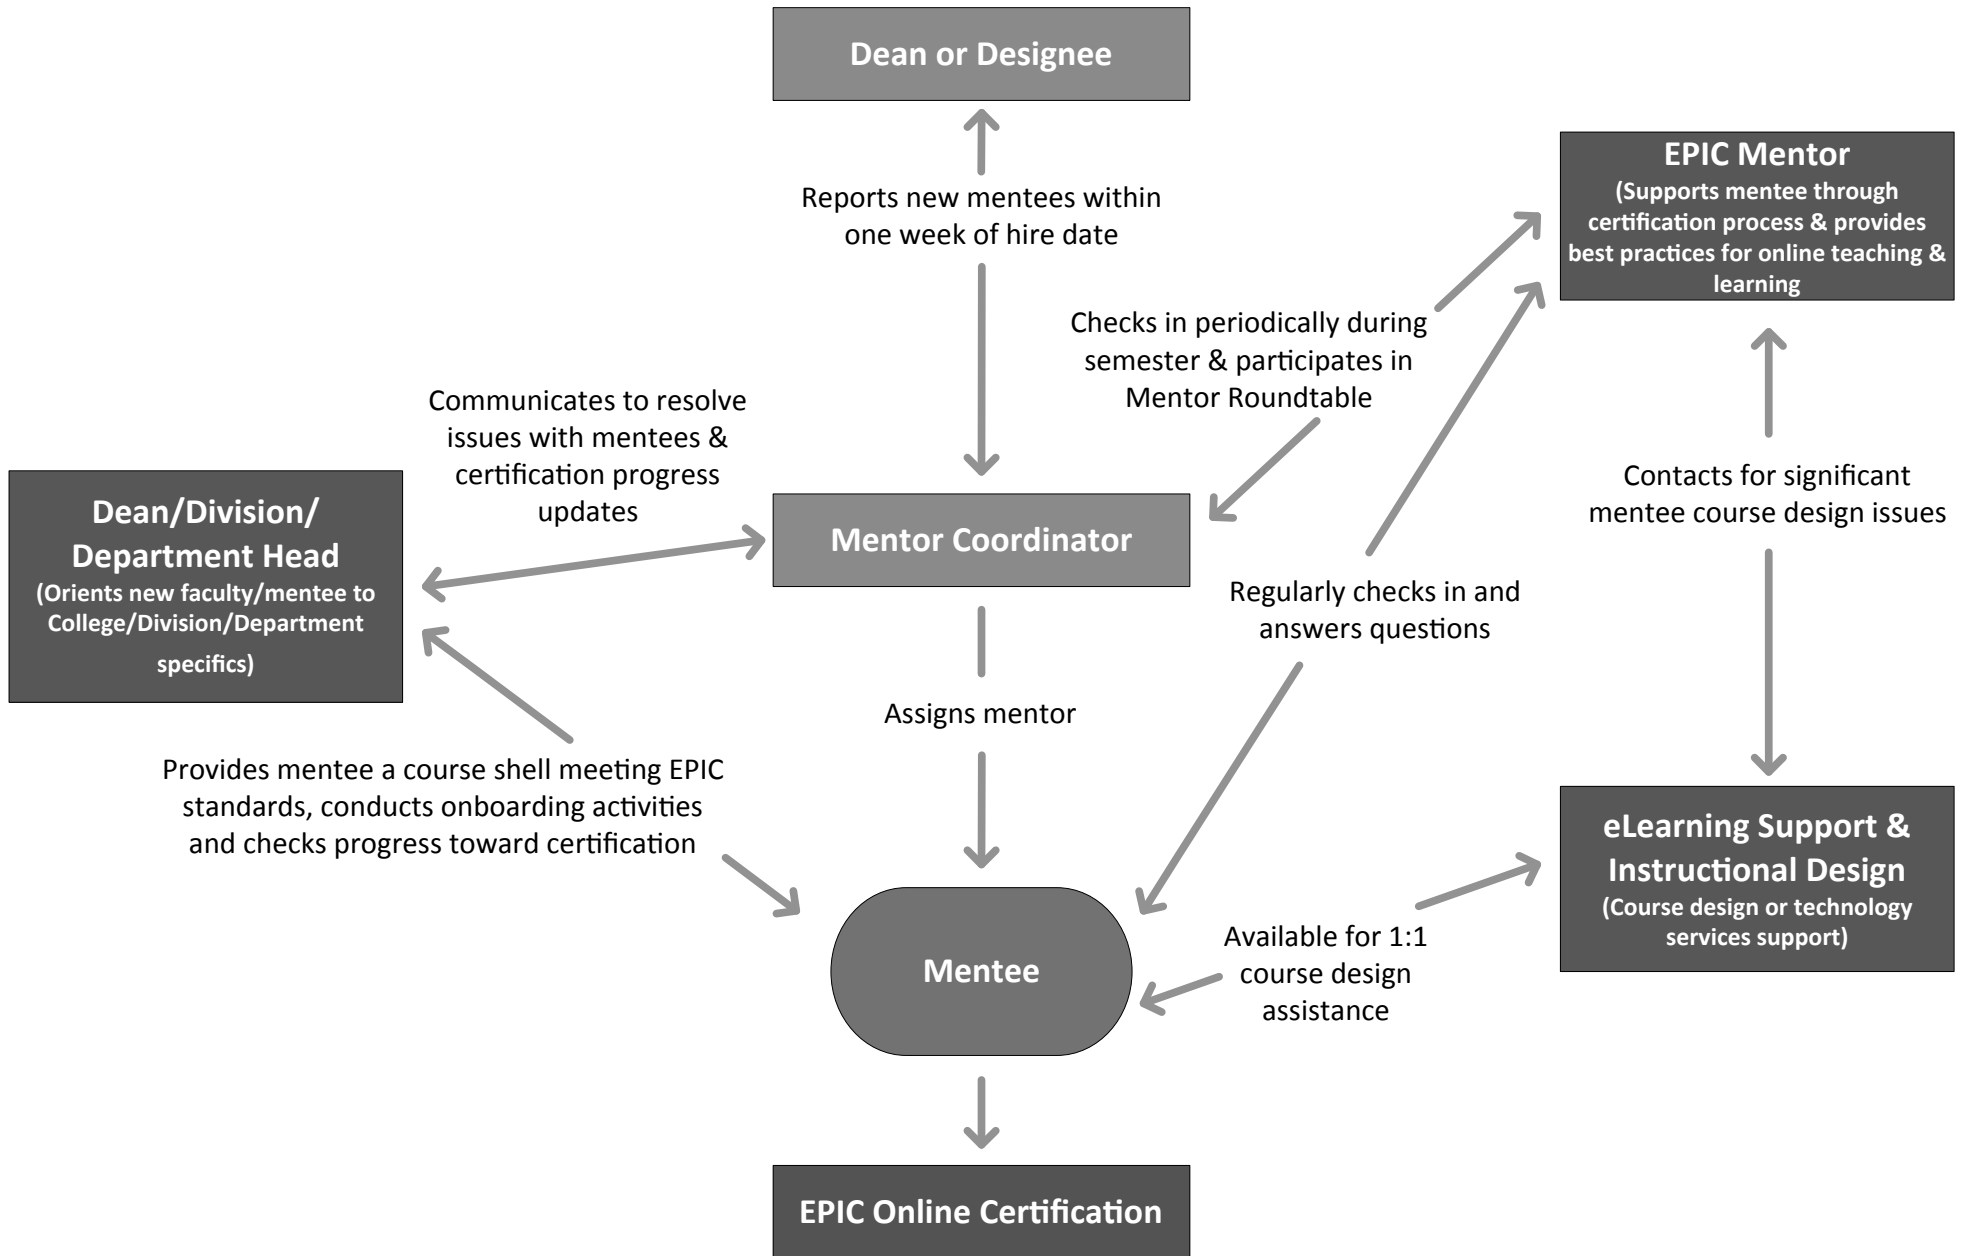 Dean or Designee
Reports new mentees within
one week of hire date
EPIC Mentor
(Supports mentee through
certification process & provides
best practices for online teaching &
learning
Checks in periodically during
semester & participates in
Mentor Roundtable
Communicates to resolve
issues with mentees &
certification progress
updates
Dean/Division/
Department Head
(Orients new faculty/mentee to
College/Division/Department
specifics)
Mentor Coordinator
Contacts for significant
mentee course design issues
Regularly checks in and
answers questions
Assigns mentor
Provides mentee a course shell meeting EPIC
standards, conducts onboarding activities
and checks progress toward certification
eLearning Support &
Instructional Design
(Course design or technology
services support)
Mentee
Available for 1:1
course design
assistance
EPIC Online Certification